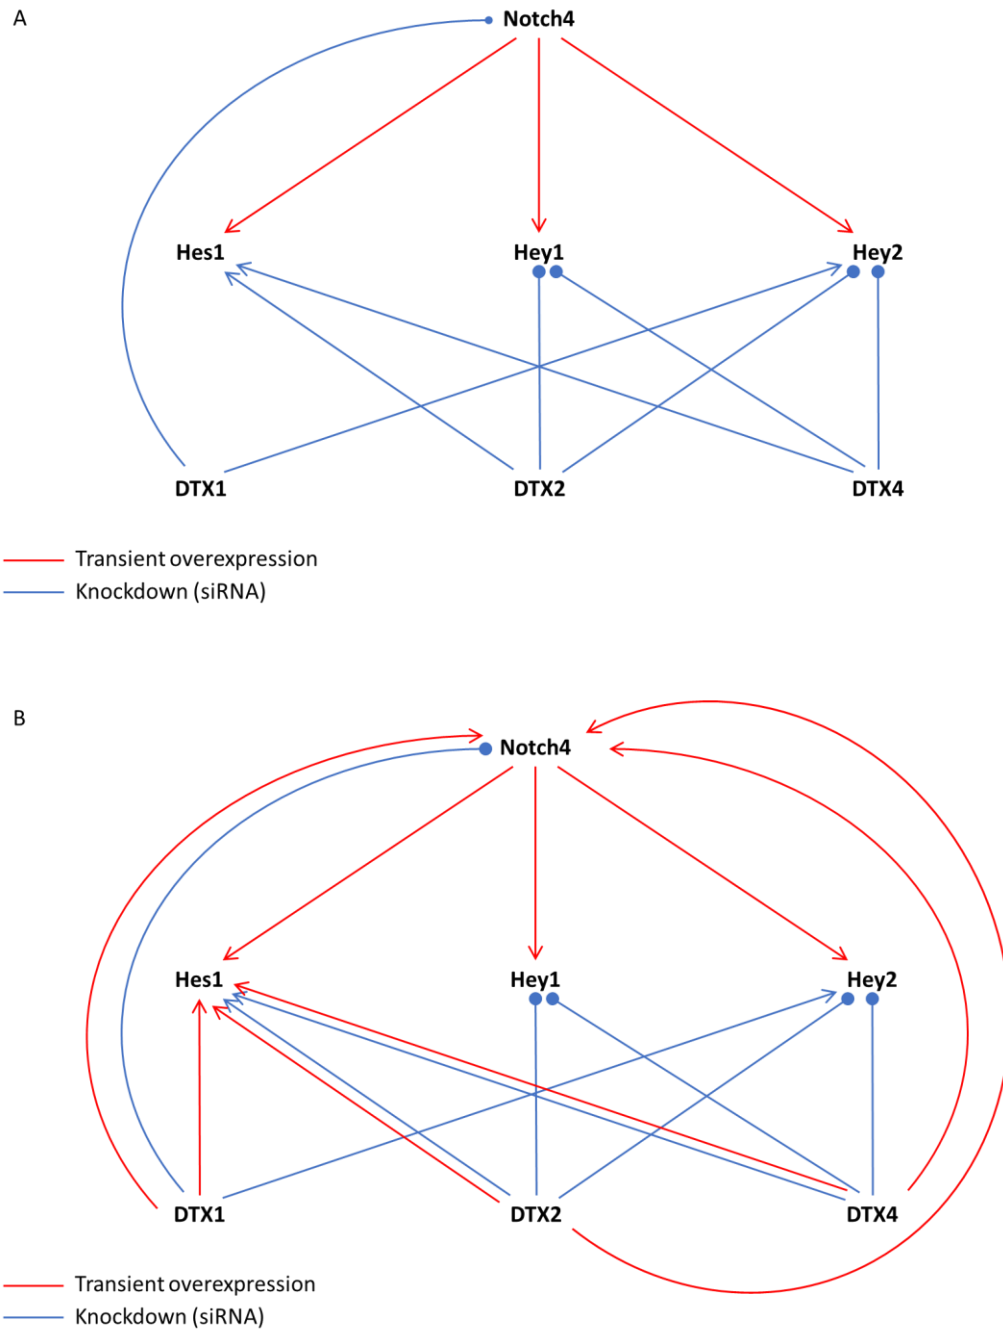 A
Notch4
Hes1 Hey1 Hey2
DTX1 DTX2 DTX4
Transient overexpression
Knockdown (siRNA)
B
Notch4
Hes1 Hey1 Hey2
DTX1 DTX2 DTX4
Transient overexpression
Knockdown (siRNA)